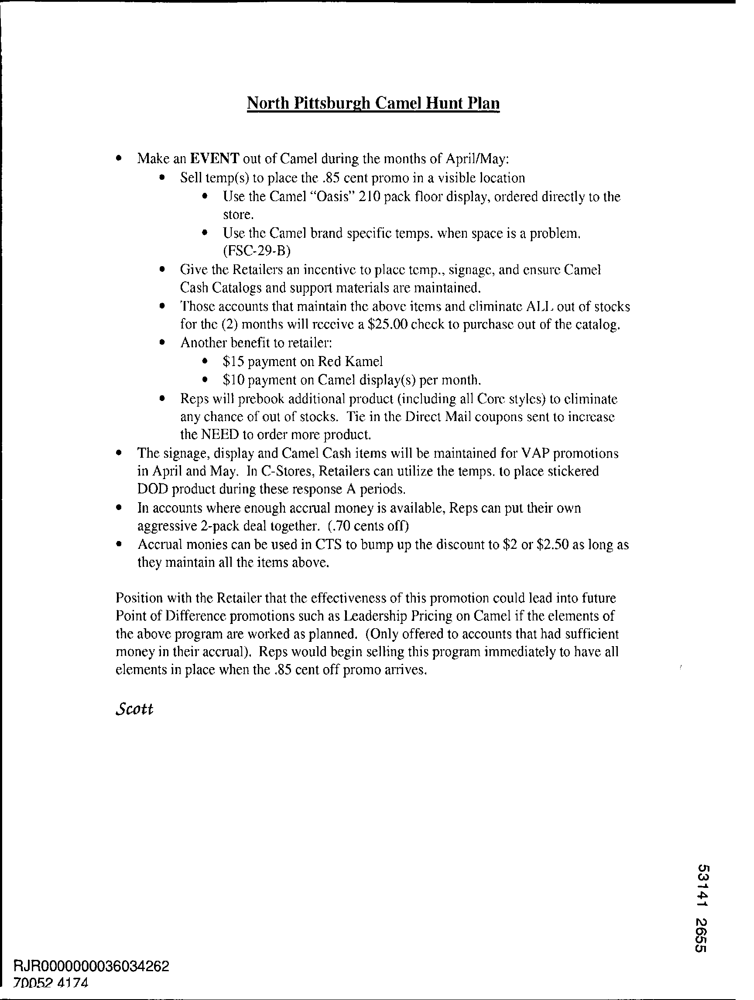 North Pittsburgh Camel Hunt Plan
• Make an EVENT out of Camel during the months of April/May:
• Sell temp(s) to place the .85 cent promo in a visible location
• Use the Camel “Oasis” 210 pack floor display, ordered directly to the
store.
• Use the Camel brand specific temps. when space is a problem.
(FSC-29-B)
• Give the Retailers an incentive to place temp., signage, and ensure Camel
Cash Catalogs and support materials are maintained.
• Those accounts that maintain the above items and eliminate ALL out of stocks
for the (2) months will receive a $25.00 check to purchase out of the catalog.
• Another benefit to retailer:
• $15 payment on Red Kamel
• $10 payment on Camel display(s) per month.
• Reps will prebook additional product (including all Core styles) to eliminate
any chance of out of stocks. Tie in the Direct Mail coupons sent to increase
the NEED to order more product.
• The signage, display and Camel Cash items will be maintained for VAP promotions
in April and May. In C-Stores, Retailers can utilize the temps. to place stickered
DOD product during these response A periods.
• In accounts where enough accrual money is available, Reps can put their own
aggressive 2-pack deal together. (.70 cents off)
• Accrual monies can be used in CTS to bump up the discount to $2 or $2.50 as long as
they maintain all the items above.
Position with the Retailer that the effectiveness of this promotion could lead into future
Point of Difference promotions such as Leadership Pricing on Camel if the elements of
the above program are worked as planned. (Only offered to accounts that had sufficient
money in their accrual). Reps would begin selling this program immediately to have all
elements in place when the .85 cent off promo arrives.
Scott
53141 2655
RJR0000000036034262
70052 4174